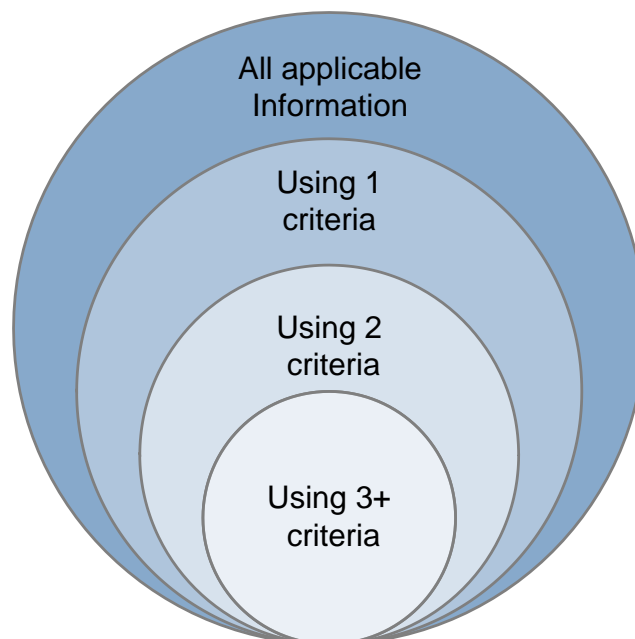 All applicable
Information
Using 1
criteria
Using 2
criteria
Using 3+
criteria